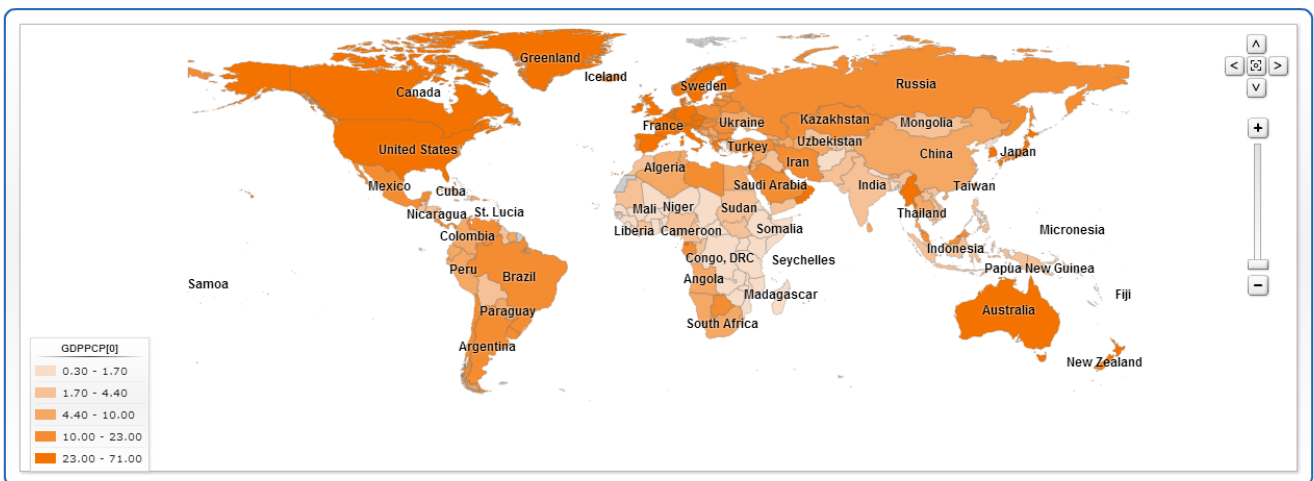 Greenland
Iceland
Canada
Sweden
Russia
France
Ukraine
Kazakhstan
Mongolia
United States
Turkey
Uzbekistan
China
Japan
Algeria
Iran
Mexico
Cuba
Saudi Arabia
India
Taiwan
Nicaragua
St. Lucia
Mali
Niger
Sudan
Thailand
Colombia
Liberia
Cameroon
Somalia
Micronesia
Indonesia
Peru
Brazil
Congo, DRC
Seychelles
Papua New Guinea
Samoa
Angola
Madagascar
Fiji
Paraguay
South Africa
Australia
Argentina
New Zealand
GDPPCP[0]
0.30 - 1.70
1.70 - 4.40
4.40 - 10.00
10.00 - 23.00
23.00 - 71.00